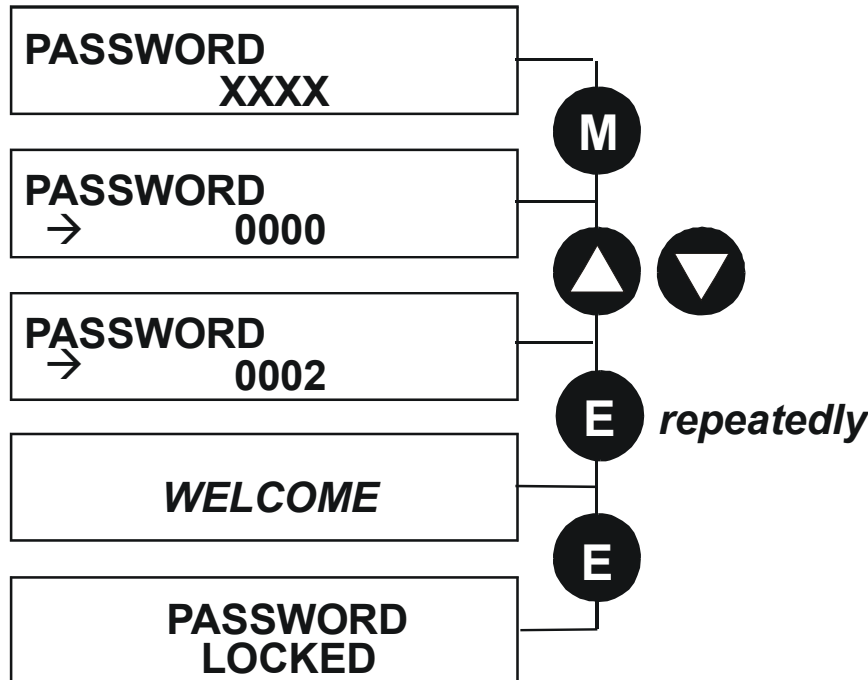 PASSWORD
XXXX
M
PASSWORD
→ 0000
PASSWORD
→ 0002
E repeatedly
WELCOME
E
PASSWORD
LOCKED